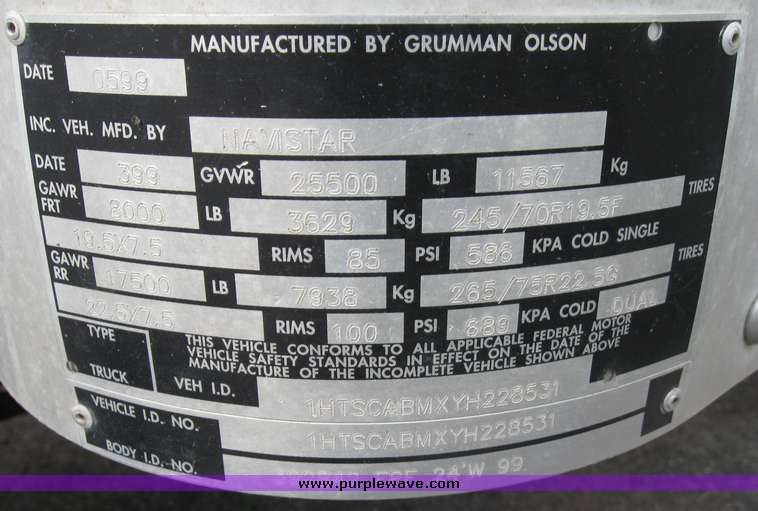 MANUFACTURED BY GRUMMAN OLSON
DATE 0599
INC. VEH. MFD. BY NAVISTAR
DATE 399 GVWR 25500 LB 11567 Kg
GAWR FRT 8000 LB 3629 Kg 245/70R19.5F TIRES
19.5X7.5 RIMS 85 PSI 586 KPA COLD SINGLE
GAWR RR 17500 LB 7938 Kg 265/75R22.5G TIRES
22.5X7.5 RIMS 100 PSI 689 KPA COLD DUAL
TYPE TRUCK
THIS VEHICLE CONFORMS TO ALL APPLICABLE FEDERAL MOTOR
VEHICLE SAFETY STANDARDS IN EFFECT ON THE DATE OF THE
MANUFACTURE OF THE INCOMPLETE VEHICLE SHOWN ABOVE
VEH I.D. 1HTSCABMXYH228531
VEHICLE I.D. NO. 1HTSCABMXYH228531
BODY I.D. NO. 24'W 99
www.purplewave.com